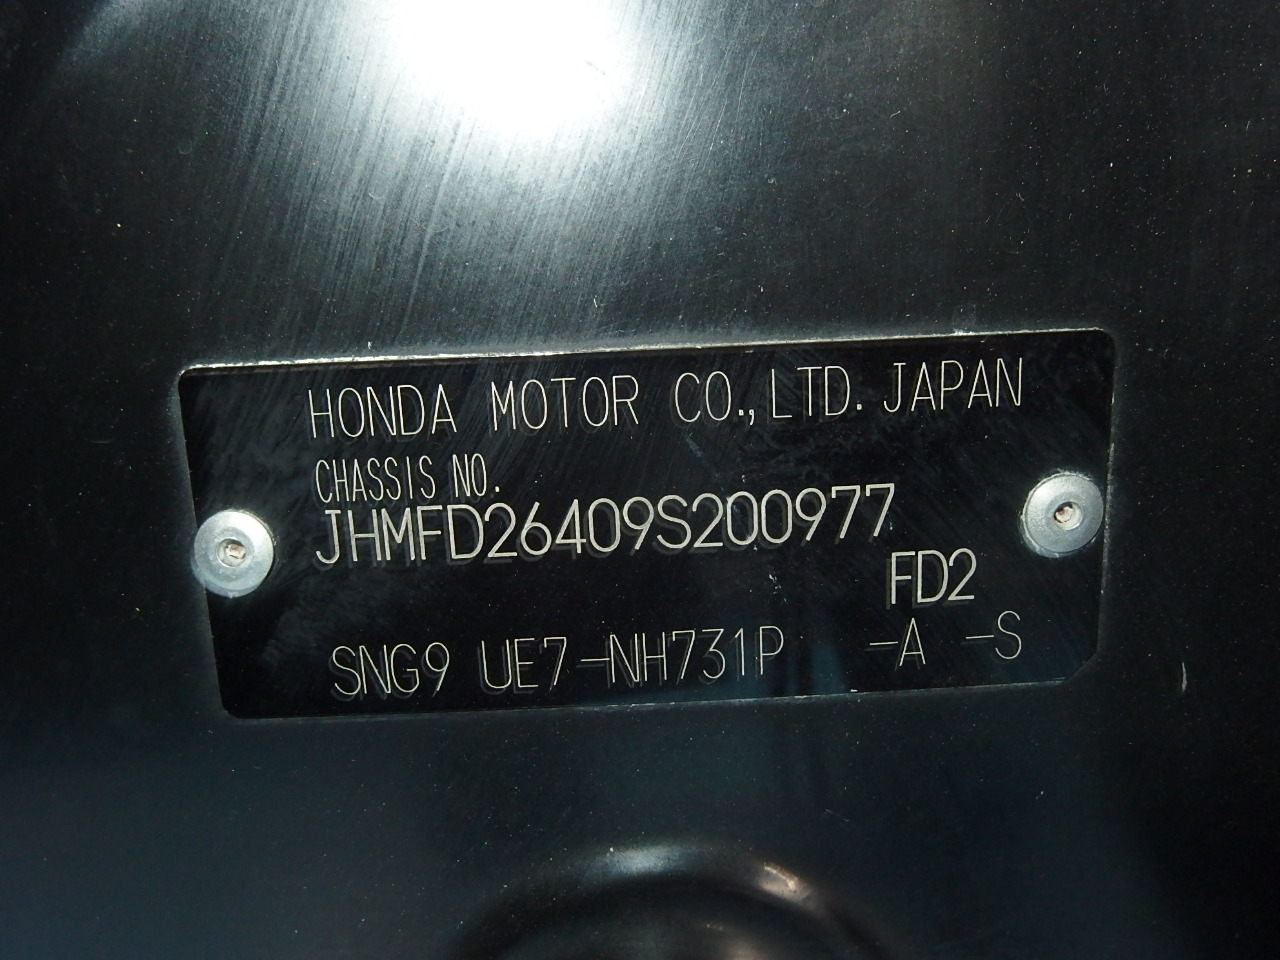 HONDA MOTOR CO., LTD. JAPAN
CHASSIS NO.
JHMFD26409S200977
FD2
SNG9 UE7-NH731P -A -S